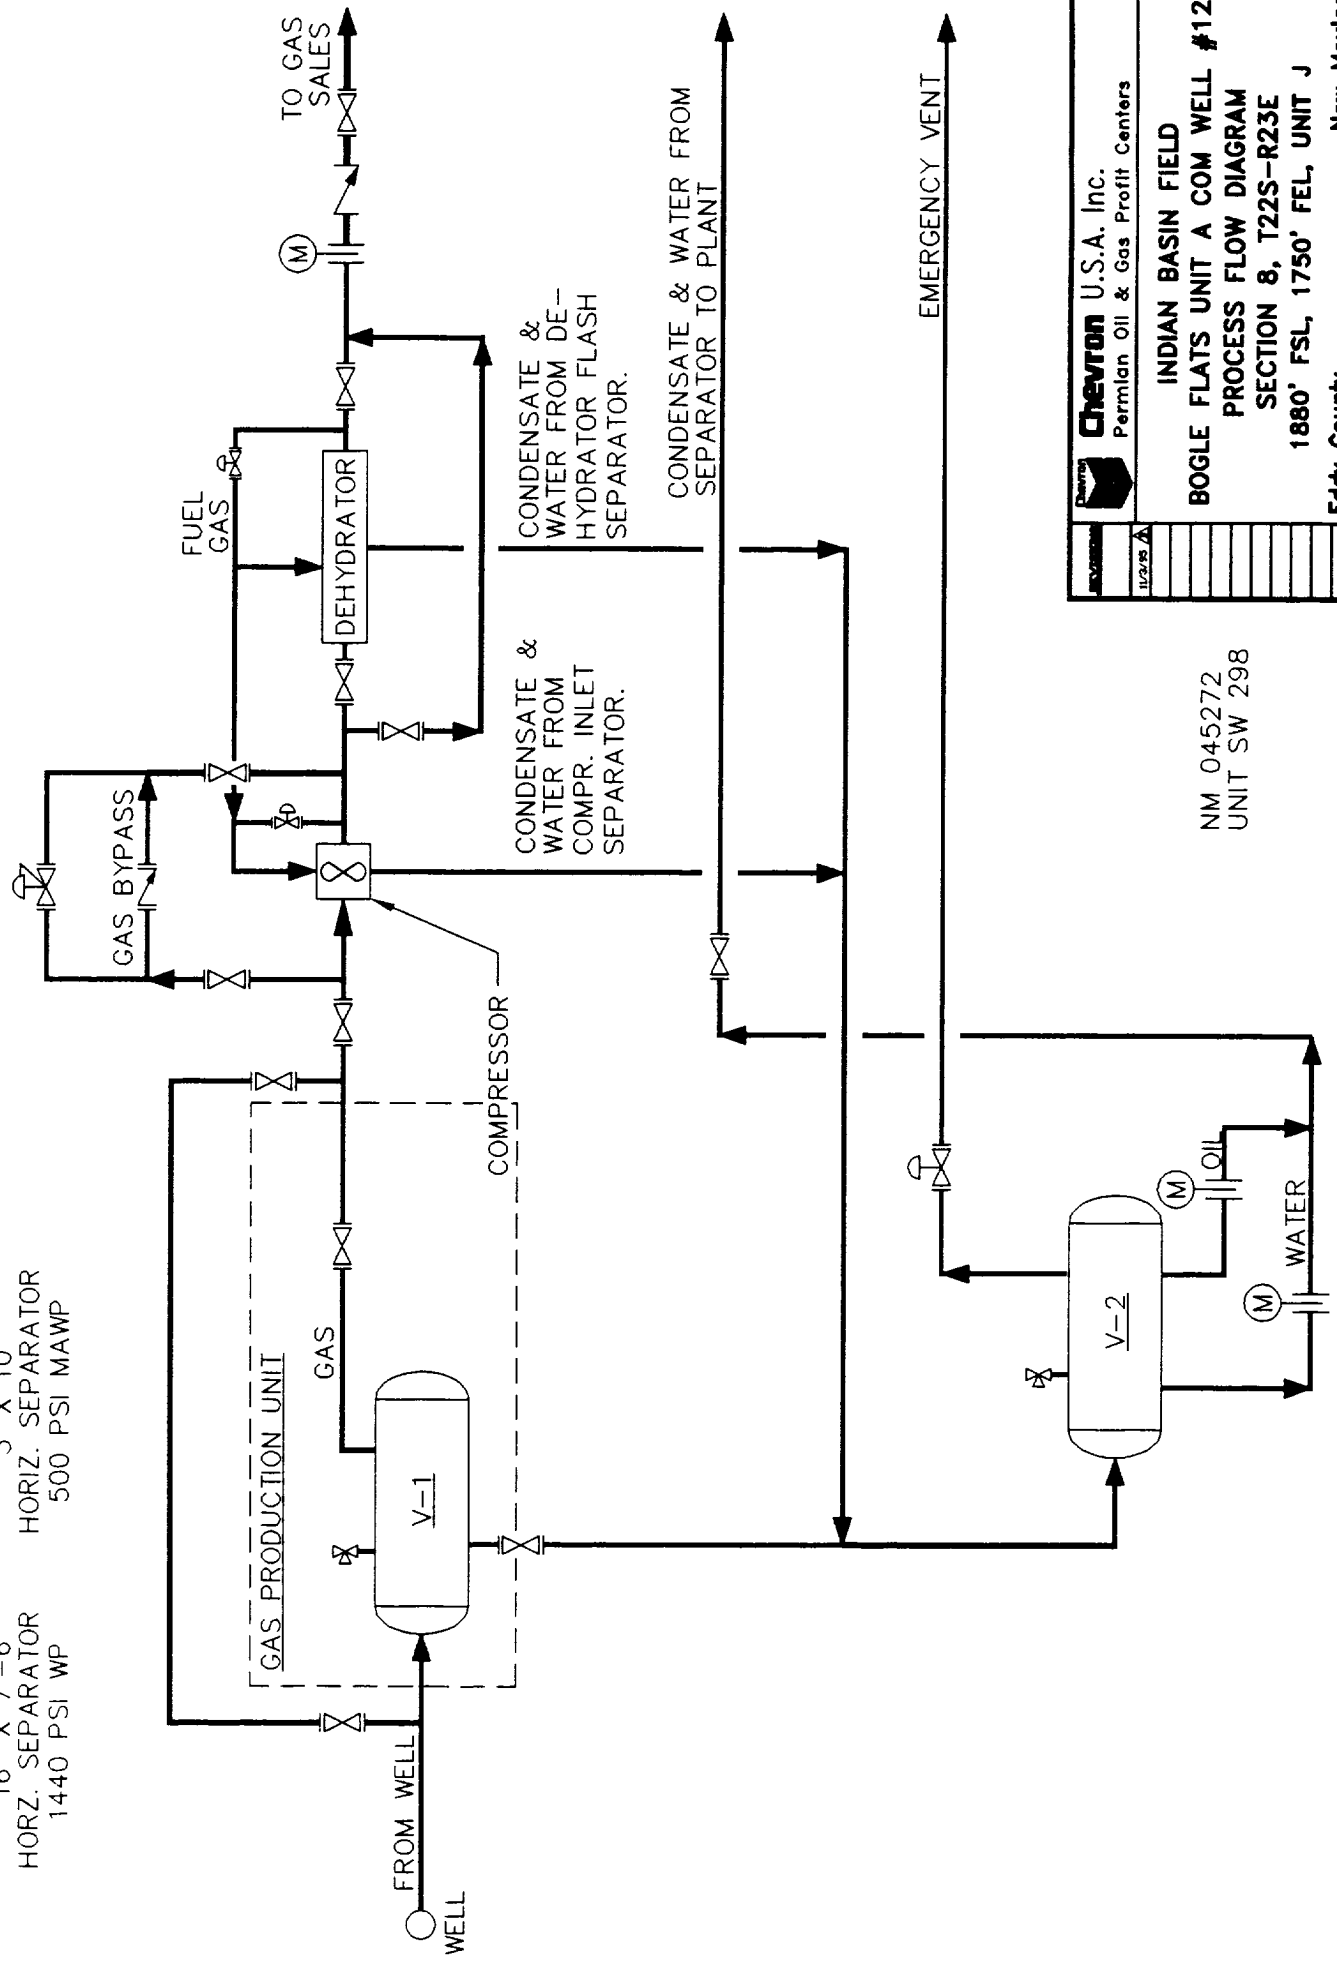 HORZ. SEPARATOR
1440 PSI WP
HORIZ. SEPARATOR
500 PSI MAWP
TO GAS
SALES
M
FUEL
GAS
GAS BYPASS
DEHYDRATOR
GAS PRODUCTION UNIT
GAS
V-1
FROM WELL
WELL
COMPRESSOR
CONDENSATE &
WATER FROM
COMPR. INLET
SEPARATOR.
CONDENSATE &
WATER FROM DE-
HYDRATOR FLASH
SEPARATOR.
CONDENSATE & WATER FROM
SEPARATOR TO PLANT
EMERGENCY VENT
V-2
M
OIL
M
WATER
NM 045272
UNIT SW 298
11/3/95
Chevron
Chevron U.S.A. Inc.
Permian Oil & Gas Profit Centers
INDIAN BASIN FIELD
BOGLE FLATS UNIT A COM WELL #12
PROCESS FLOW DIAGRAM
SECTION 8, T22S-R23E
1880' FSL, 1750' FEL, UNIT J